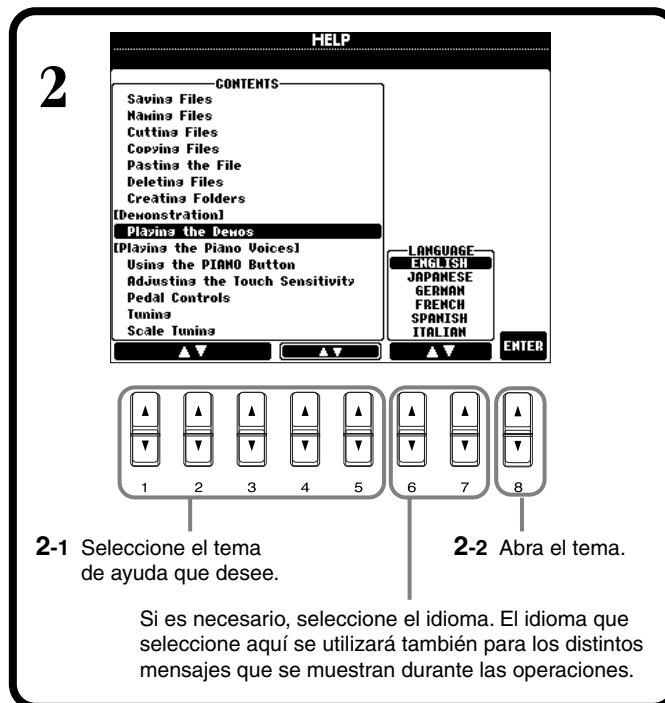 HELP
2
CONTENTS
Saving Files
Naming Files
Cutting Files
Copying Files
Pasting the File
Deleting Files
Creating Folders
[Demonstration]
Playing the Demos
[Playing the Piano Voices]
Using the PIANO Button
Adjusting the Touch Sensitivity
Pedal Controls
Tuning
Scale Tuning
LANGUAGE
ENGLISH
JAPANESE
GERMAN
FRENCH
SPANISH
ITALIAN
▲▼ ▲▼ ▲▼ ENTER
▲ ▲ ▲ ▲ ▲ ▲ ▲ ▲
▼ ▼ ▼ ▼ ▼ ▼ ▼ ▼
1 2 3 4 5 6 7 8
2-1 Seleccione el tema
de ayuda que desee.
2-2 Abra el tema.
Si es necesario, seleccione el idioma. El idioma que
seleccione aquí se utilizará también para los distintos
mensajes que se muestran durante las operaciones.